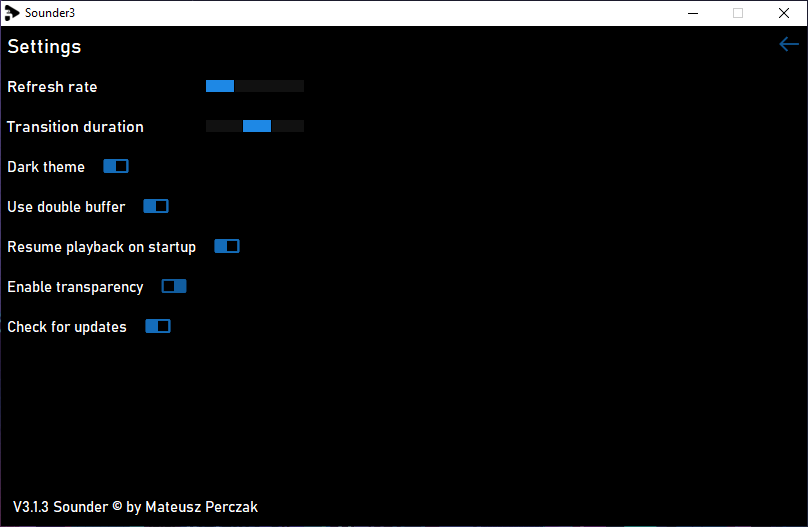 Sounder3
Settings
Refresh rate
Transition duration
Dark theme
Use double buffer
Resume playback on startup
Enable transparency
Check for updates
V3.1.3 Sounder © by Mateusz Perczak